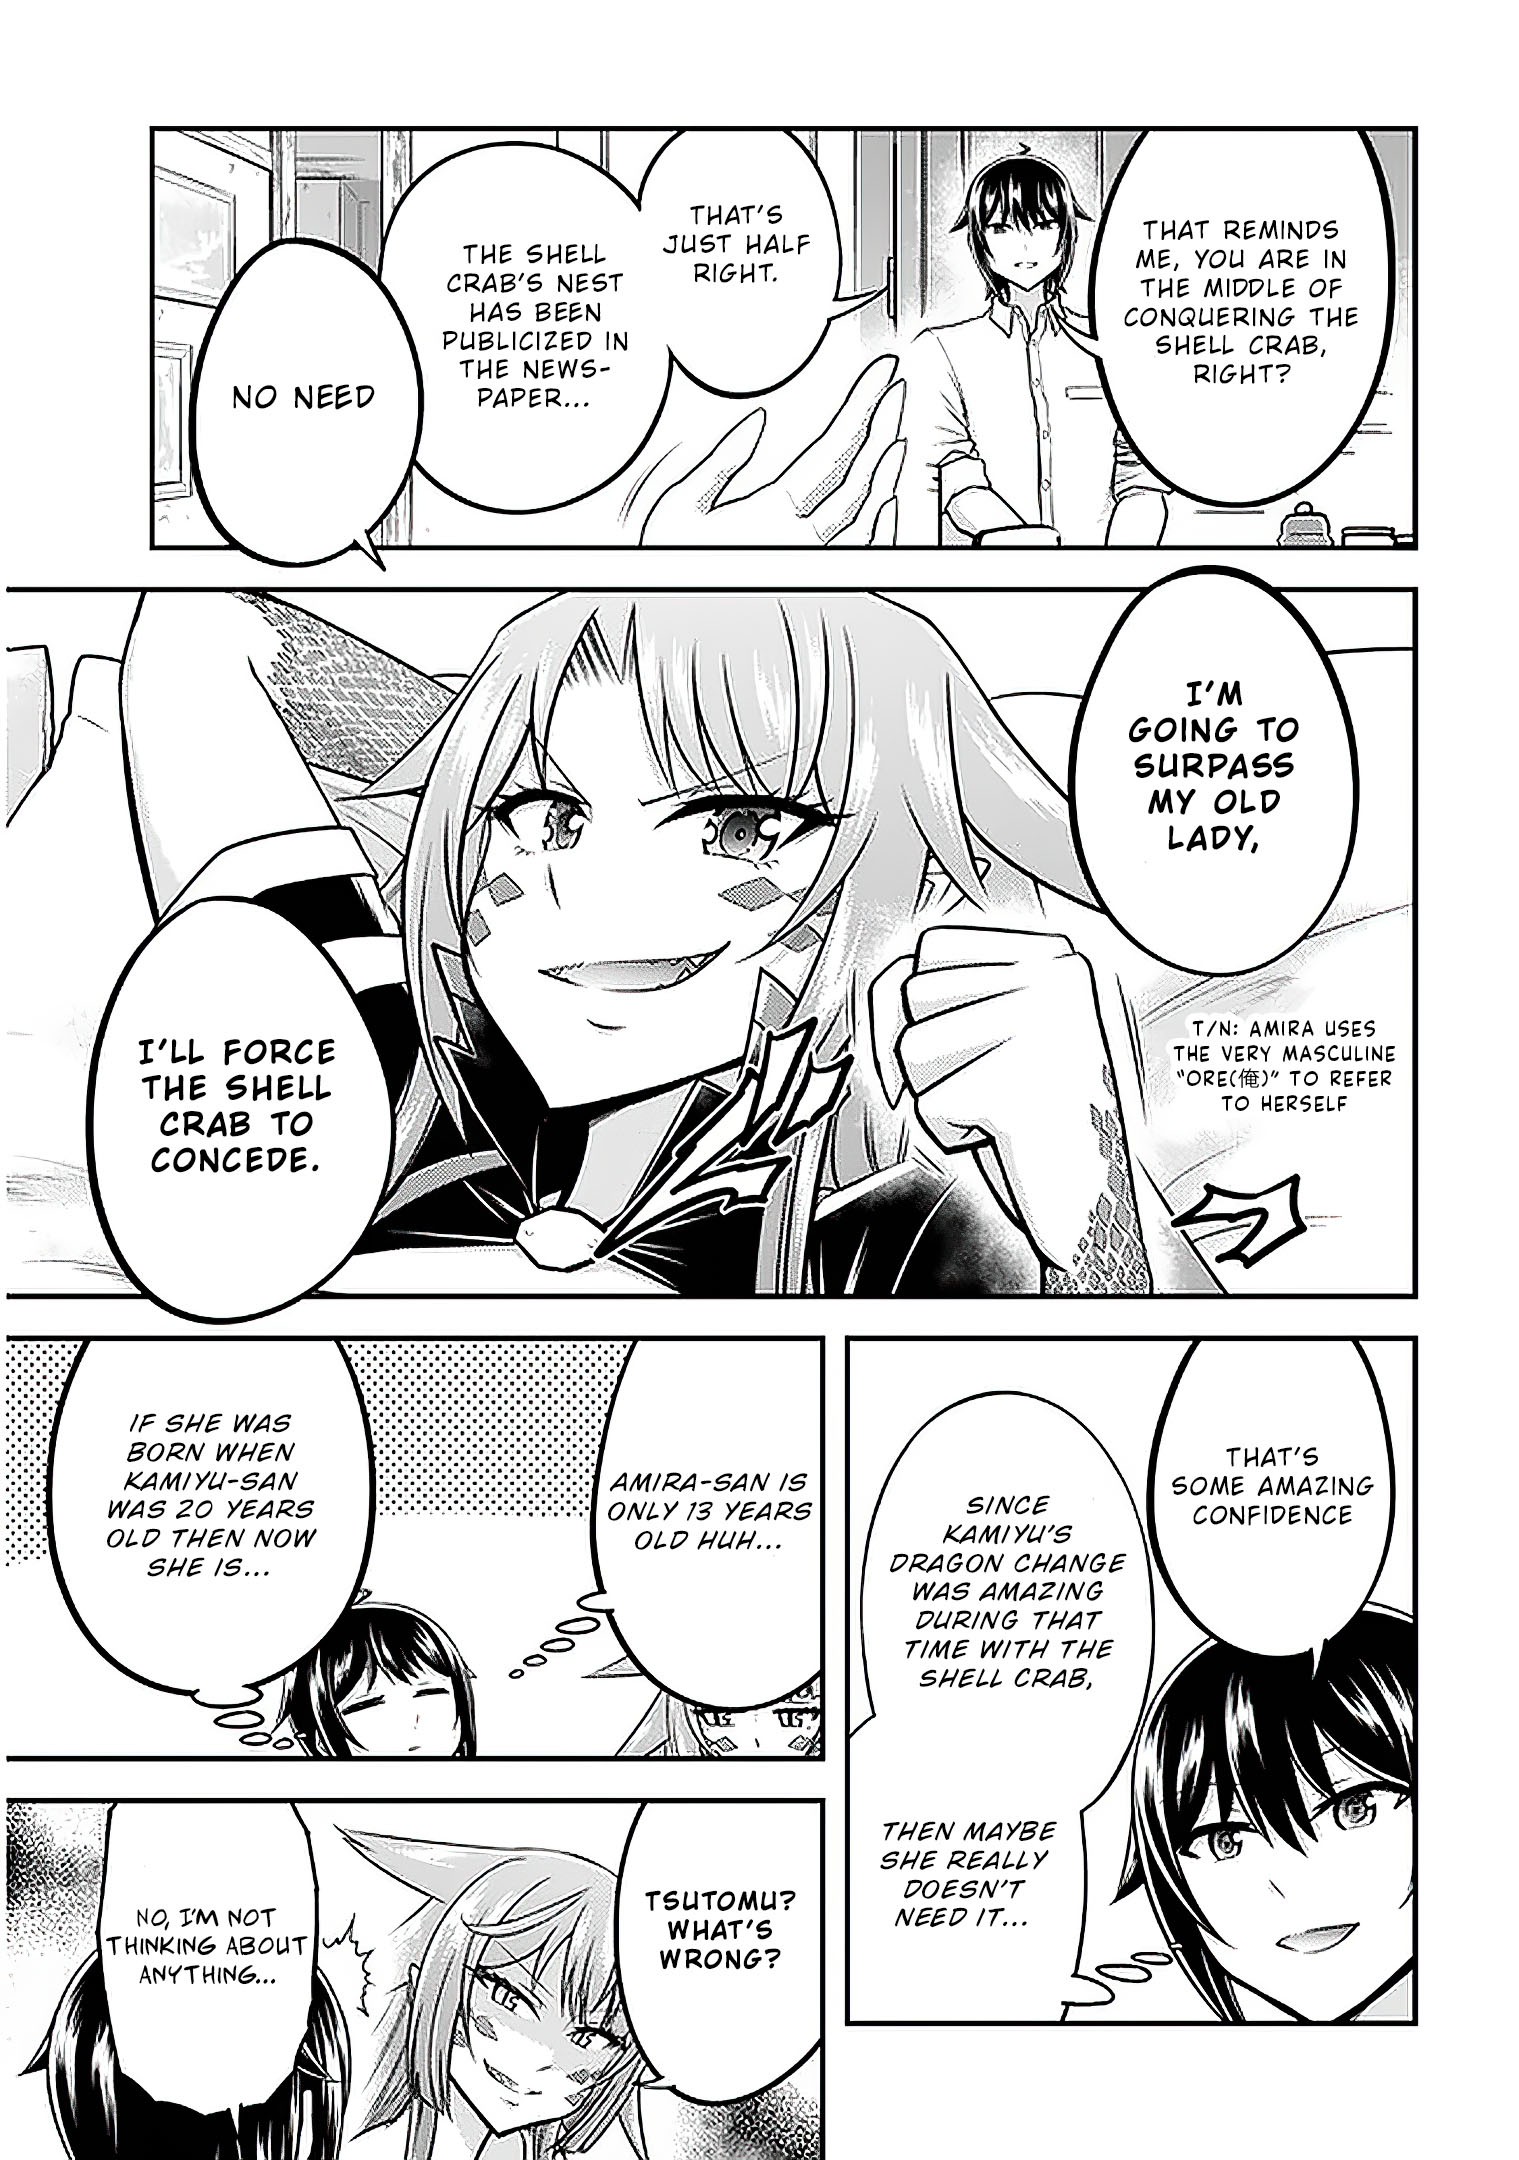 THAT REMINDS
ME, YOU ARE IN
THE MIDDLE OF
CONQUERING THE
SHELL CRAB,
RIGHT?
THAT'S
JUST HALF
RIGHT.
THE SHELL
CRAB'S NEST
HAS BEEN
PUBLICIZED IN
THE NEWS-
PAPER...
NO NEED
I'M
GOING TO
SURPASS
MY OLD
LADY,
T/N: AMIRA USES
THE VERY MASCULINE
"ORE(俺)" TO REFER
TO HERSELF
I'LL FORCE
THE SHELL
CRAB TO
CONCEDE.
THAT'S
SOME AMAZING
CONFIDENCE
SINCE
KAMIYU'S
DRAGON CHANGE
WAS AMAZING
DURING THAT
TIME WITH THE
SHELL CRAB,
THEN MAYBE
SHE REALLY
DOESN'T
NEED IT...
AMIRA-SAN IS
ONLY 13 YEARS
OLD HUH...
IF SHE WAS
BORN WHEN
KAMIYU-SAN
WAS 20 YEARS
OLD THEN NOW
SHE IS...
TSUTOMU?
WHAT'S
WRONG?
NO, I'M NOT
THINKING ABOUT
ANYTHING...